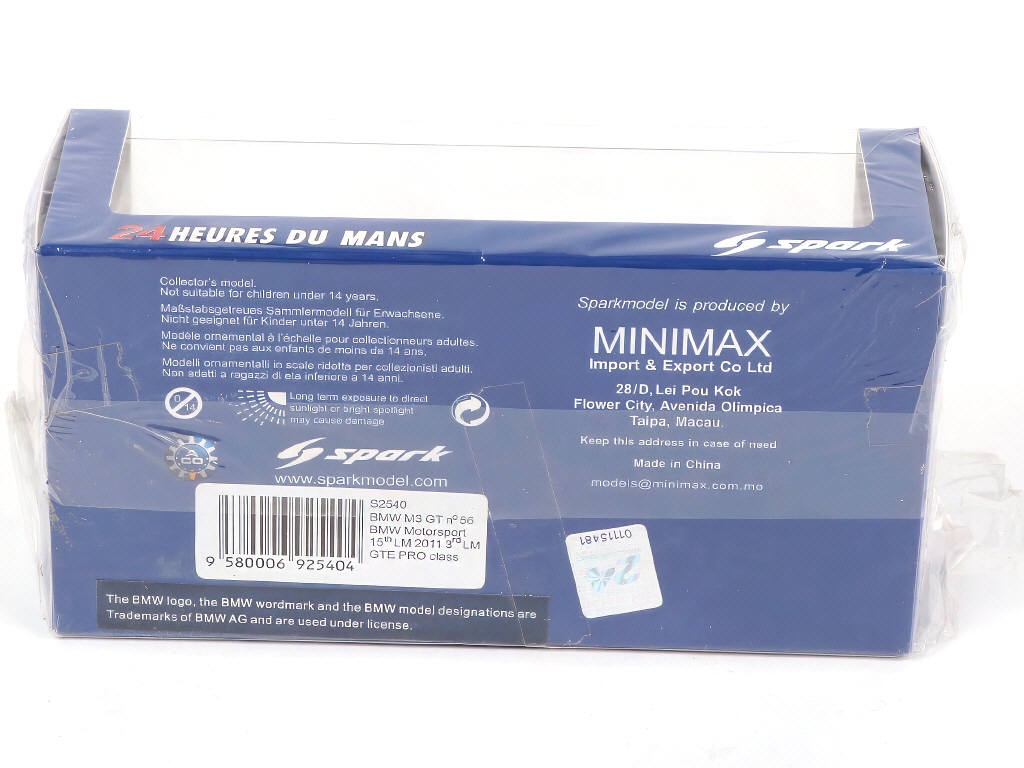 24 HEURES DU MANS
spark
Collector's model.
Not suitable for children under 14 years.
Maßstabsgetreues Sammlermodell für Erwachsene.
Nicht geeignet für Kinder unter 14 Jahren.
Modèle ornemental à l'échelle pour collectionneurs adultes.
Ne convient pas aux enfants de moins de 14 ans.
Modelli ornamentali in scale ridotta per collezionisti adulti.
Non adatti a ragazzi di eta inferiore a 14 anni.
0
14
Long term exposure to direct
sunlight or bright spotlight
may cause damage
ACO
spark
www.sparkmodel.com
S2540
BMW M3 GT nº 56
BMW Motorsport
15th LM 2011 3rd LM
GTE PRO class
9 580006 925404
The BMW logo, the BMW wordmark and the BMW model designations are
Trademarks of BMW AG and are used under license.
Sparkmodel is produced by
MINIMAX
Import & Export Co Ltd
28/D, Lei Pou Kok
Flower City, Avenida Olimpica
Taipa, Macau.
Keep this address in case of need
Made in China
models@minimax.com.mo
01115481
24